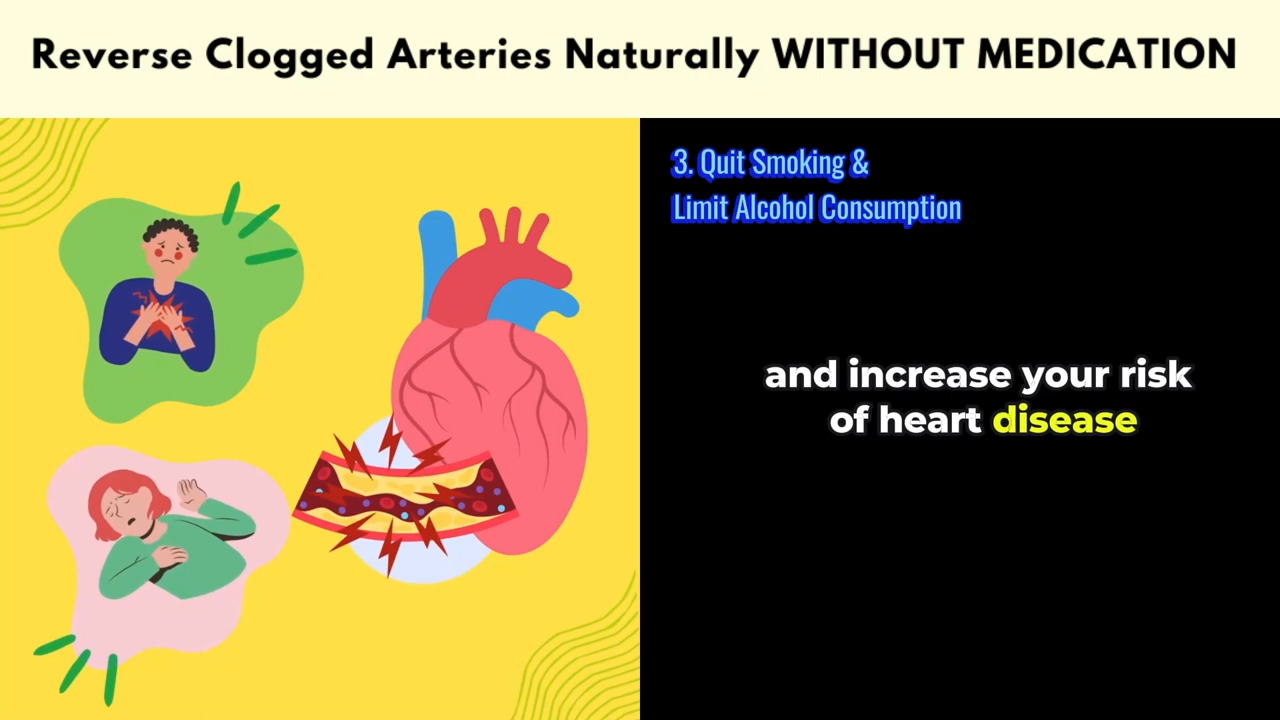 Reverse Clogged Arteries Naturally WITHOUT MEDICATION
3. Quit Smoking &
Limit Alcohol Consumption
and increase your risk
of heart disease